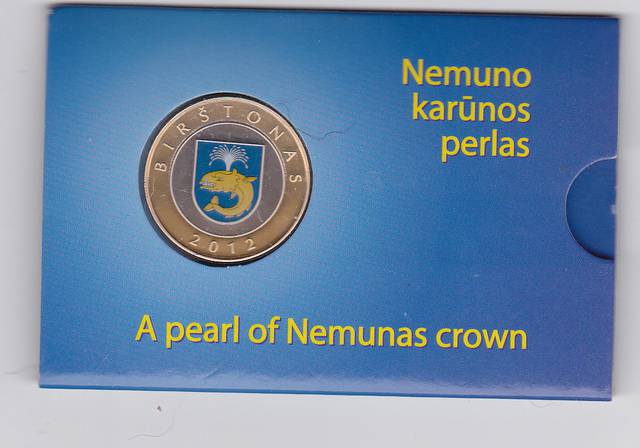 Nemuno
karūnos
perlas
BIRŠTONAS
2012
A pearl of Nemunas crown